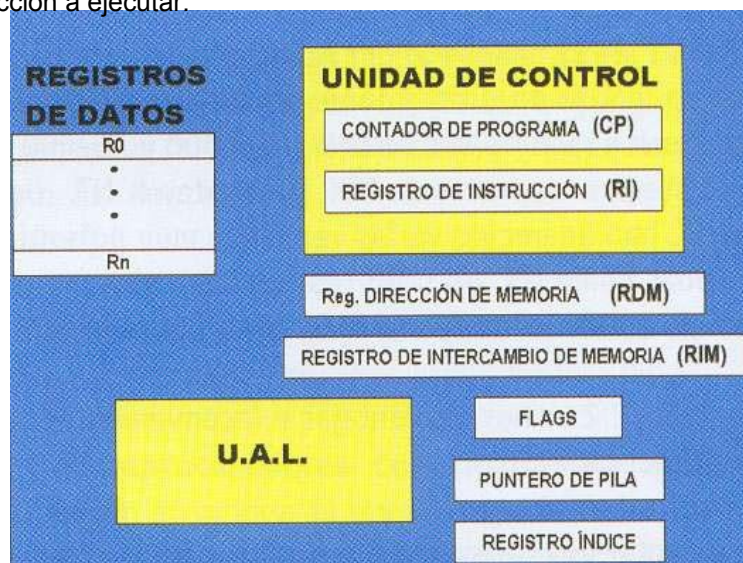 cción a ejecutar.
REGISTROS
DE DATOS
R0
Rn
UNIDAD DE CONTROL
CONTADOR DE PROGRAMA (CP)
REGISTRO DE INSTRUCCIÓN (RI)
Reg. DIRECCIÓN DE MEMORIA (RDM)
REGISTRO DE INTERCAMBIO DE MEMORIA (RIM)
U.A.L.
FLAGS
PUNTERO DE PILA
REGISTRO ÍNDICE